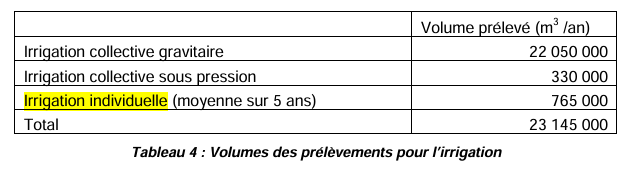 Volume prélevé (m³ /an)
Irrigation collective gravitaire 22 050 000
Irrigation collective sous pression 330 000
Irrigation individuelle (moyenne sur 5 ans) 765 000
Total 23 145 000
Tableau 4 : Volumes des prélèvements pour l'irrigation